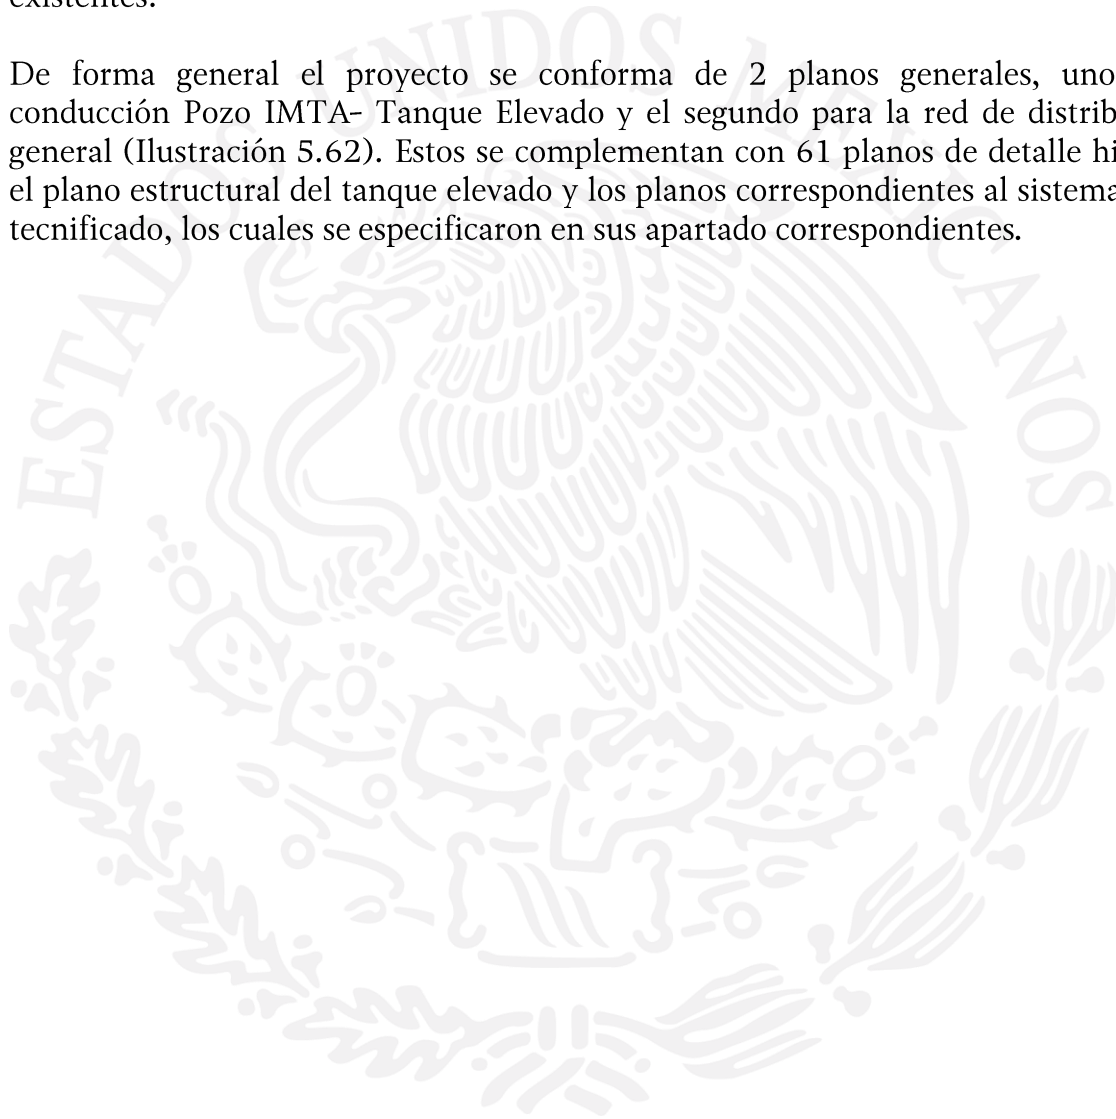 existentes.
De forma general el proyecto se conforma de 2 planos generales, uno
conducción Pozo IMTA- Tanque Elevado y el segundo para la red de distrib
general (Ilustración 5.62). Estos se complementan con 61 planos de detalle hi
el plano estructural del tanque elevado y los planos correspondientes al sistema
tecnificado, los cuales se especificaron en sus apartado correspondientes.
ESTADOS UNIDOS MEXICANOS